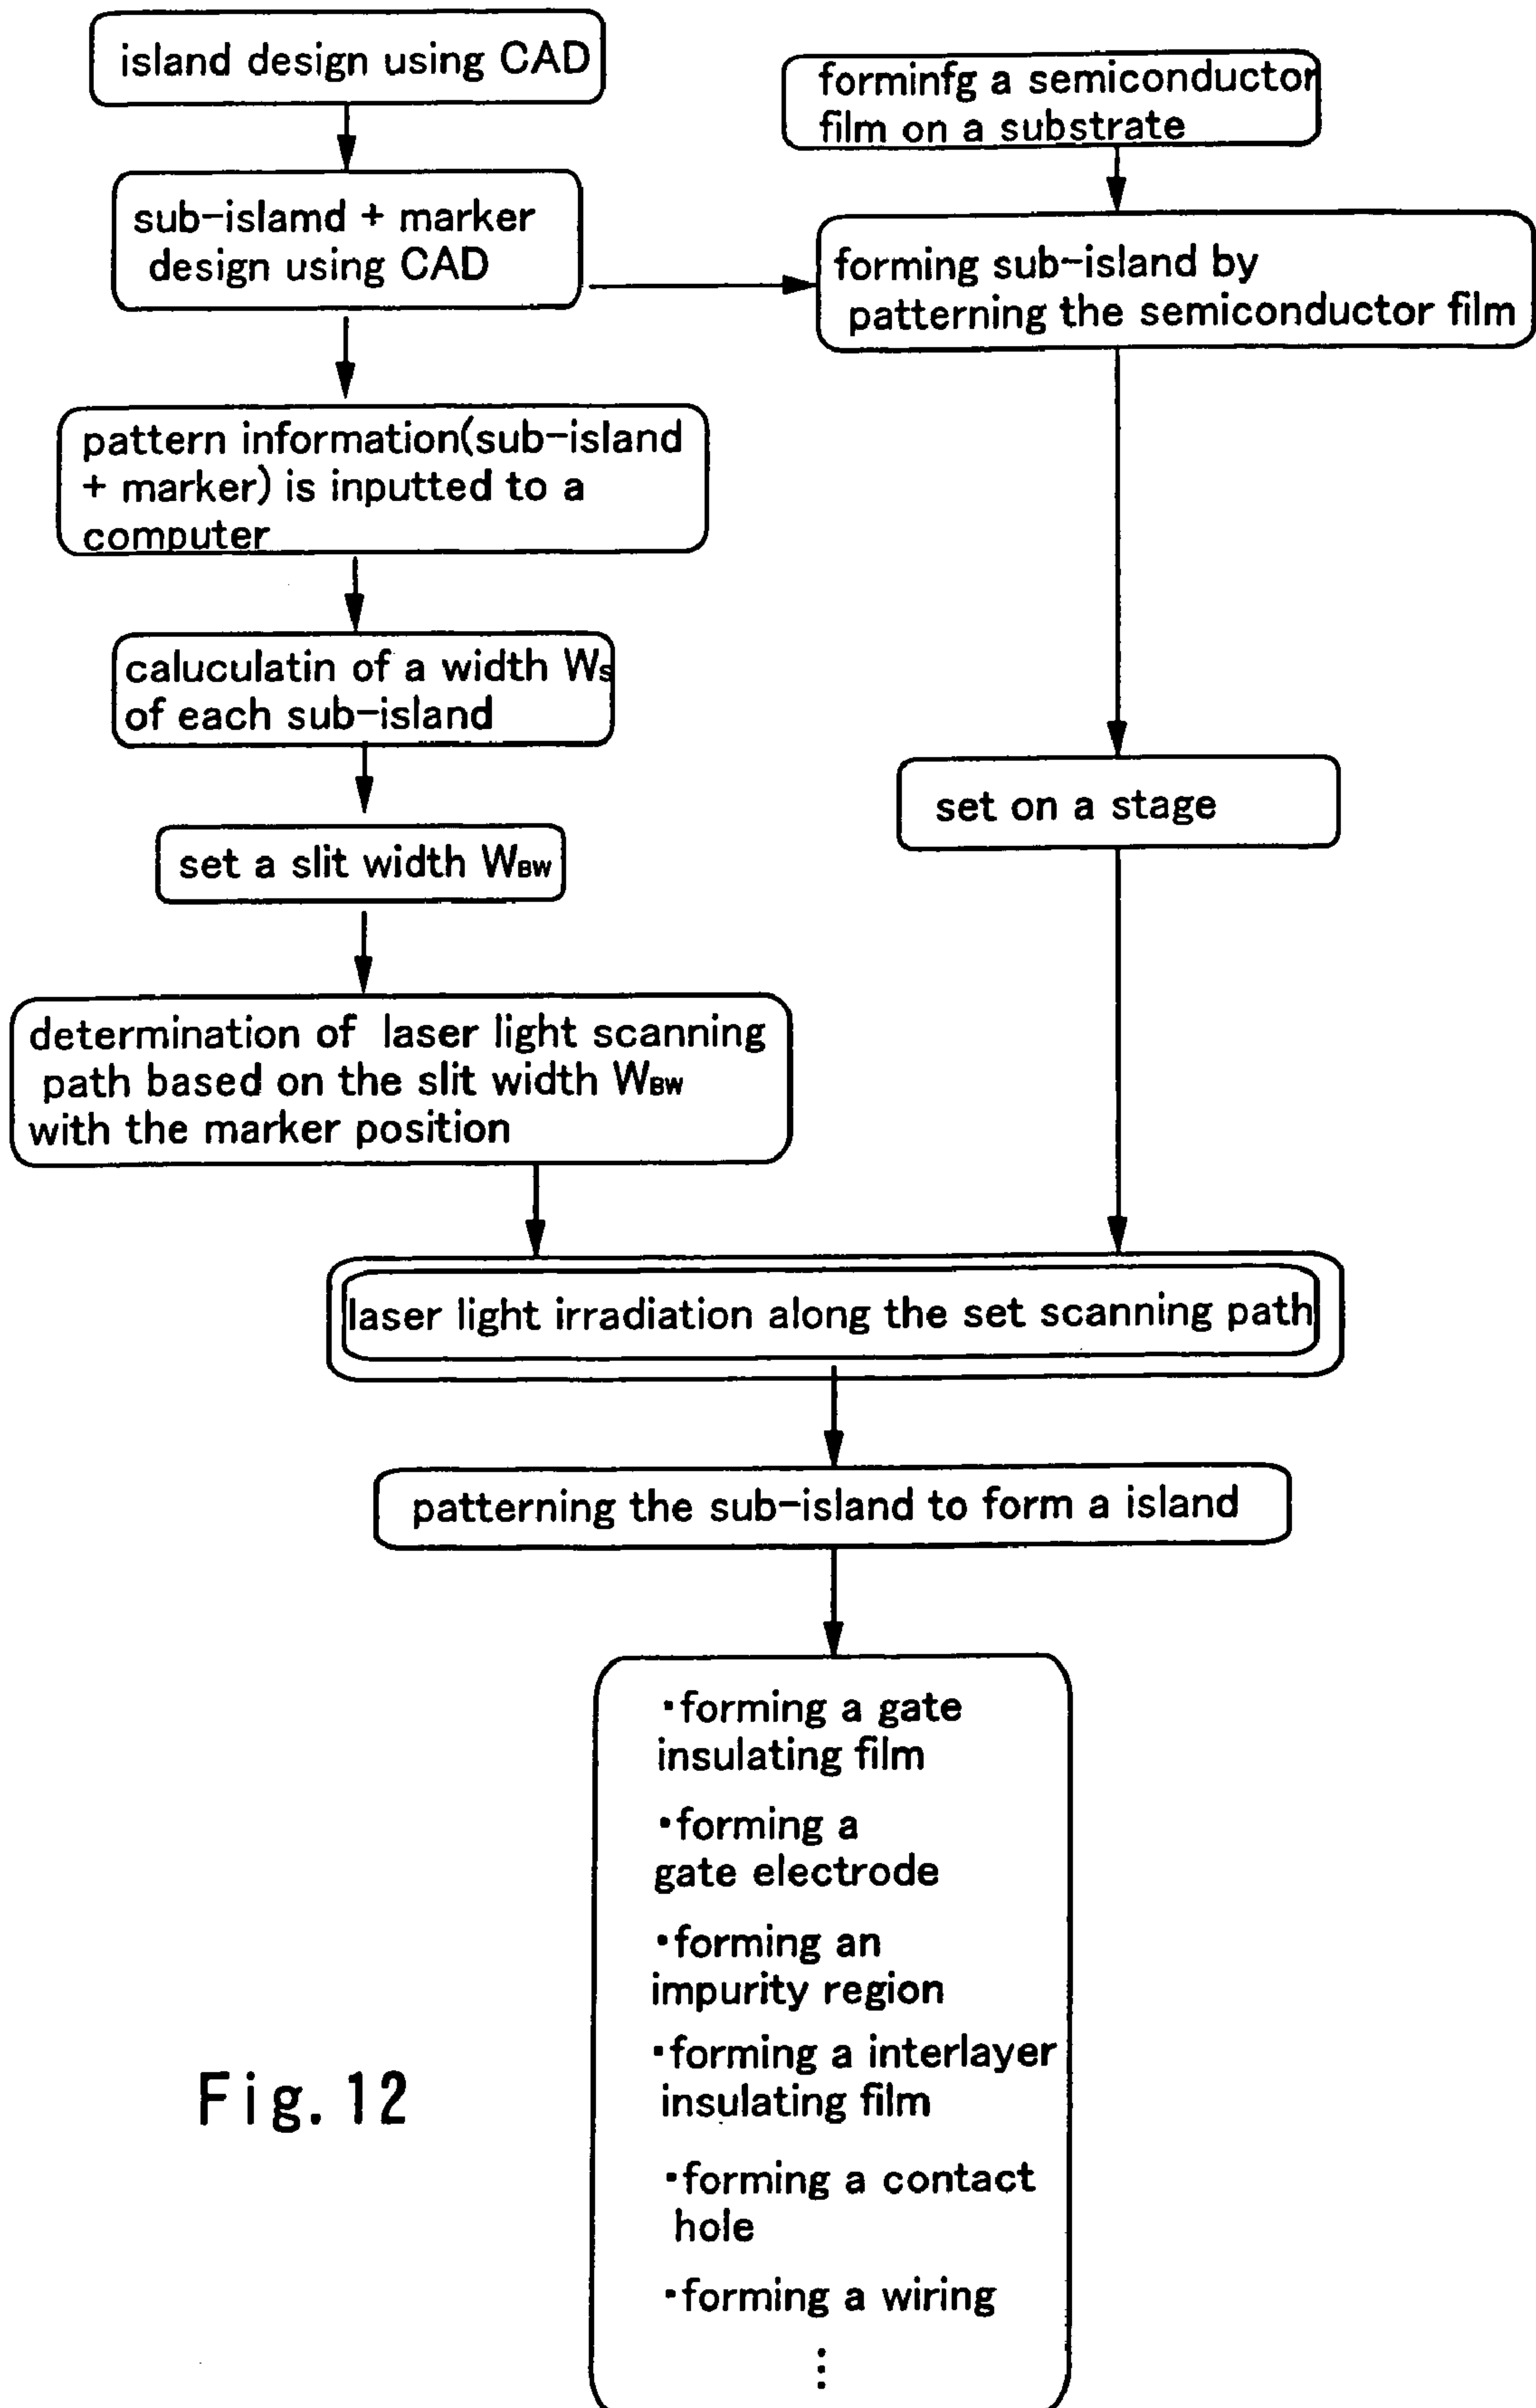 island design using CAD
forminfg a semiconductor
film on a substrate
sub-islamd + marker
design using CAD
forming sub-island by
patterning the semiconductor film
pattern information(sub-island
+ marker) is inputted to a
computer
caluculatin of a width Ws
of each sub-island
set on a stage
set a slit width WBW
determination of laser light scanning
path based on the slit width WBW
with the marker position
laser light irradiation along the set scanning path
patterning the sub-island to form a island
･forming a gate
insulating film
･forming a
gate electrode
･forming an
impurity region
･forming a interlayer
insulating film
･forming a contact
hole
･forming a wiring
⋮
Fig. 12